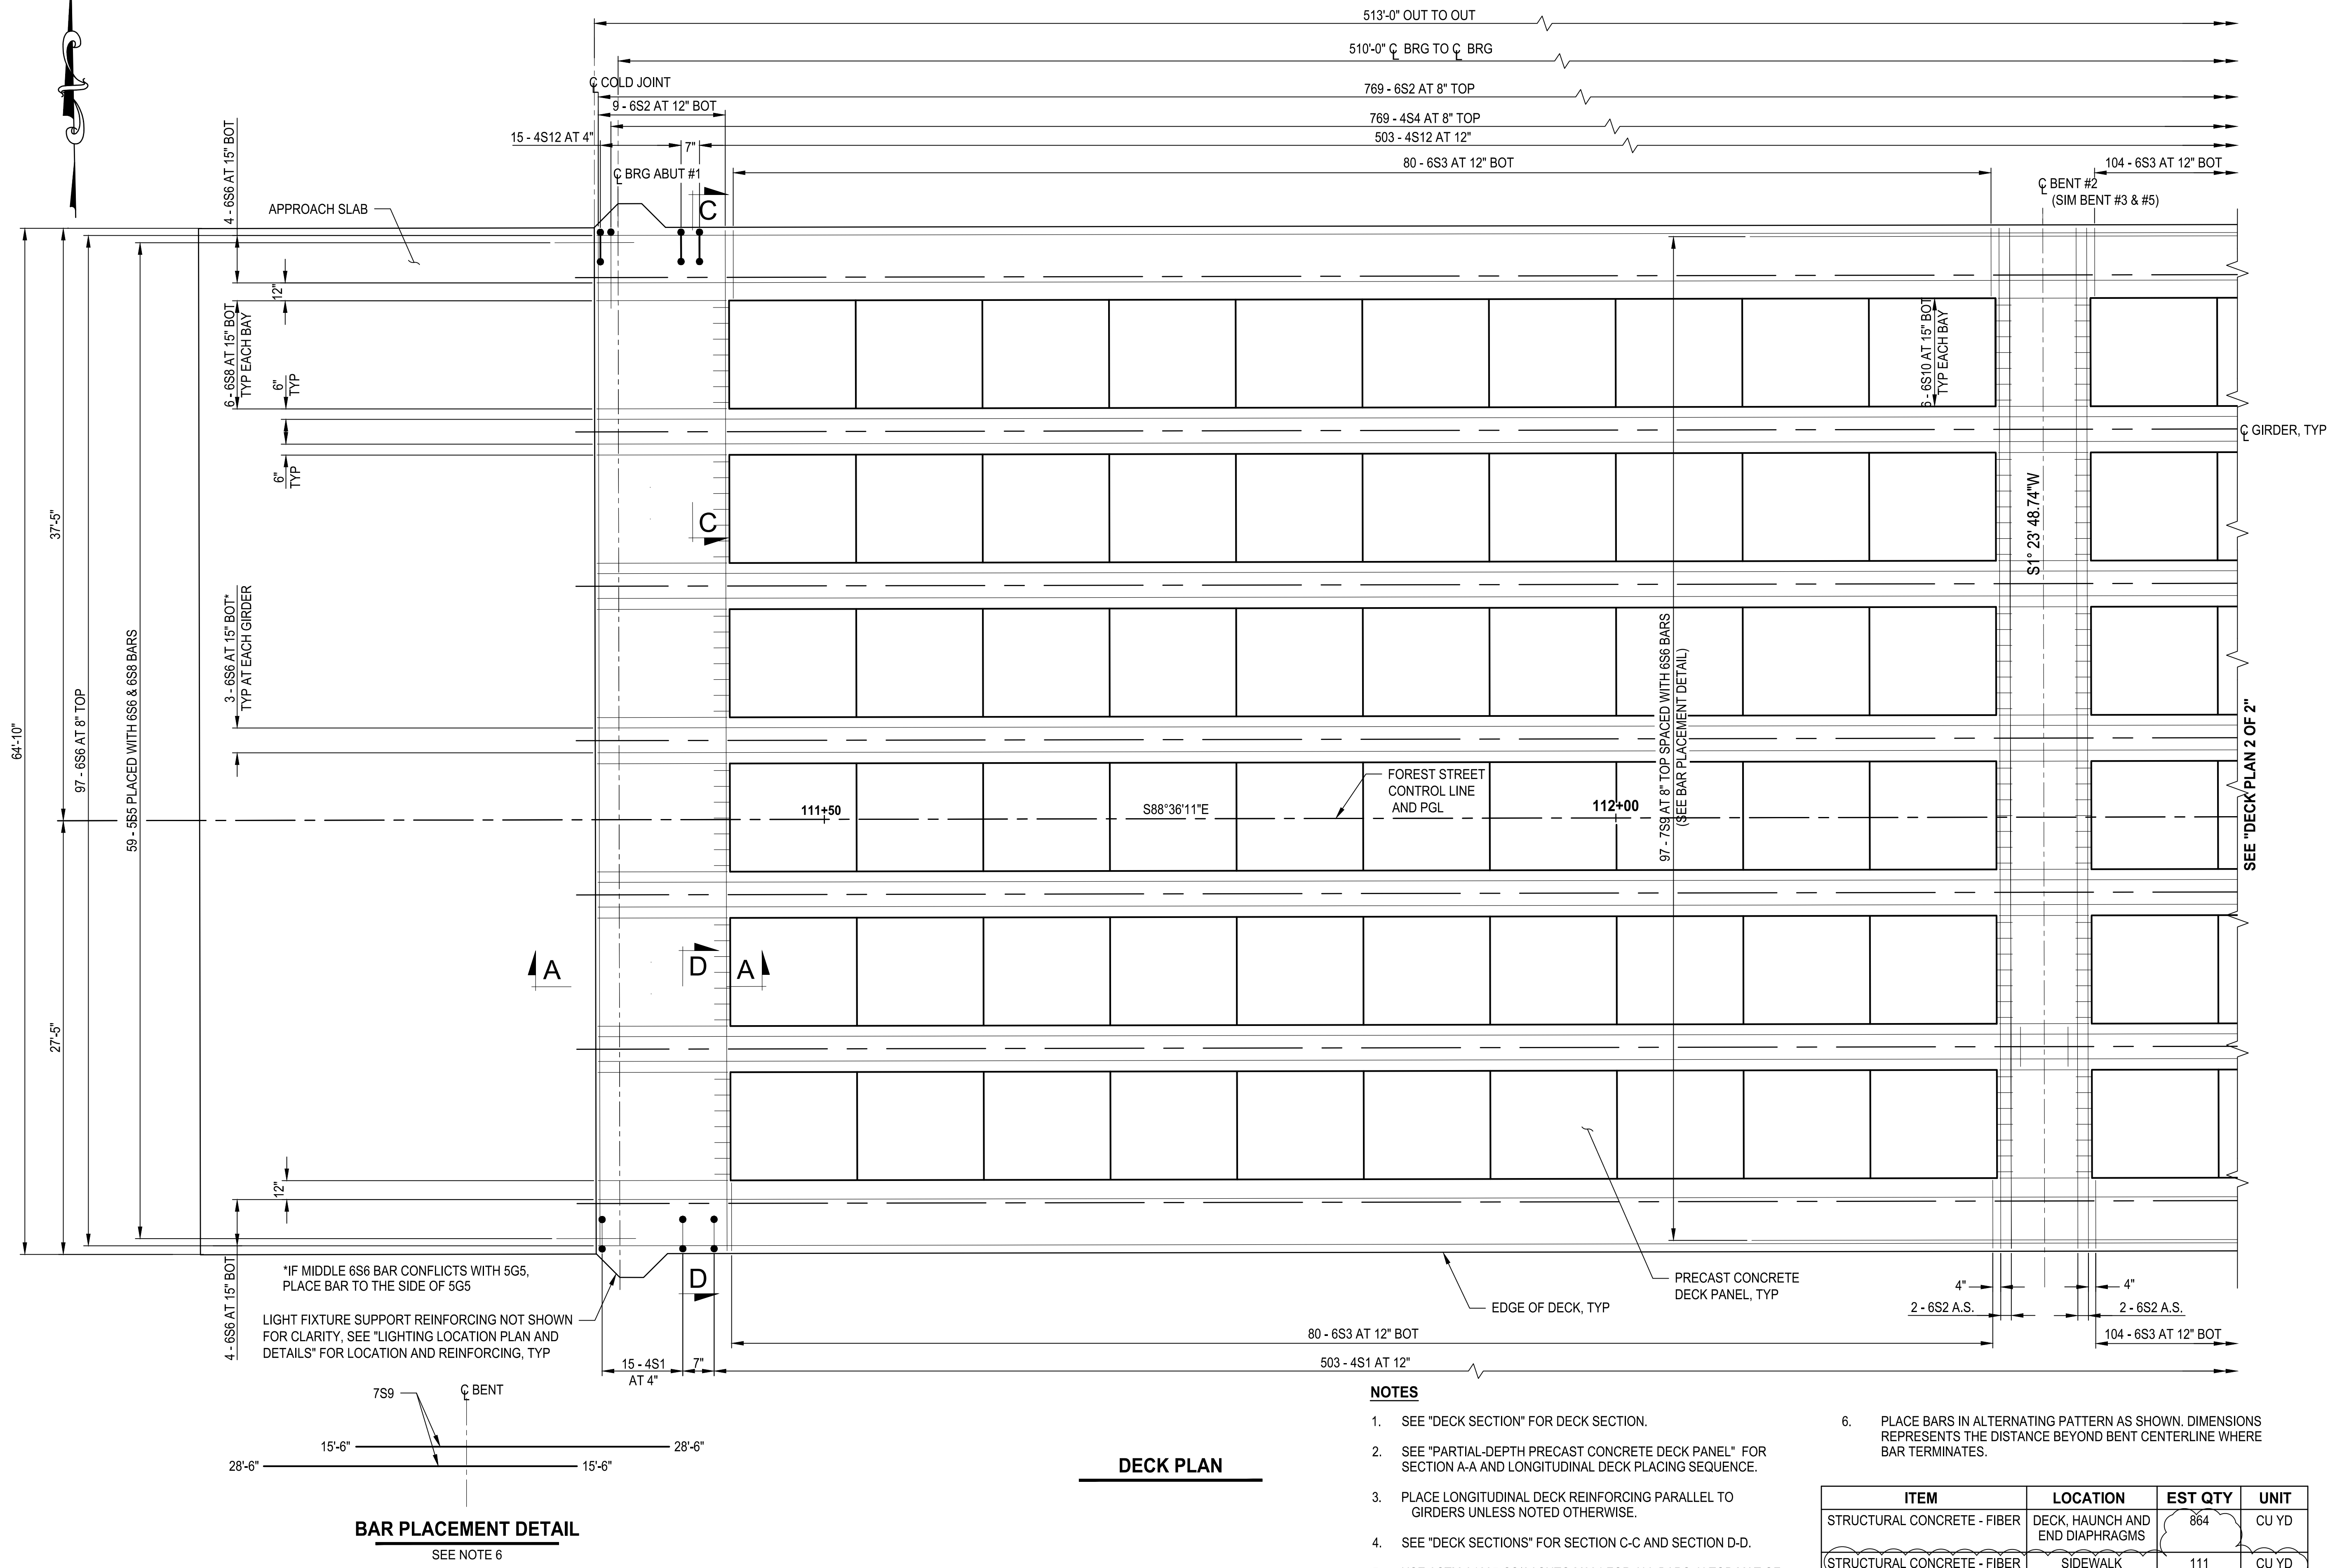 513'-0" OUT TO OUT
510'-0" ℄ BRG TO ℄ BRG
℄ COLD JOINT
769 - 6S2 AT 8" TOP
9 - 6S2 AT 12" BOT
769 - 4S4 AT 8" TOP
15 - 4S12 AT 4"
7"
503 - 4S12 AT 12"
80 - 6S3 AT 12" BOT
104 - 6S3 AT 12" BOT
℄ BRG ABUT #1
℄ BENT #2
(SIM BENT #3 & #5)
APPROACH SLAB
C
4 - 6S6 AT 15" BOT
12"
6 - 6S8 AT 15" BOT
TYP EACH BAY
6"
TYP
6"
TYP
6 - 6S10 AT 15" BOT
TYP EACH BAY
℄ GIRDER, TYP
C
37'-5"
S1° 23' 48.74"W
3 - 6S6 AT 15" BOT*
TYP AT EACH GIRDER
64'-10"
97 - 6S6 AT 8" TOP
59 - 5S5 PLACED WITH 6S6 & 6S8 BARS
97 - 7S9 AT 8" TOP SPACED WITH 6S6 BARS
(SEE BAR PLACEMENT DETAIL)
SEE "DECK PLAN 2 OF 2"
FOREST STREET
CONTROL LINE
AND PGL
111+50
S88°36'11"E
112+00
A
D
A
27'-5"
12"
4 - 6S6 AT 15" BOT
D
*IF MIDDLE 6S6 BAR CONFLICTS WITH 5G5,
PLACE BAR TO THE SIDE OF 5G5
LIGHT FIXTURE SUPPORT REINFORCING NOT SHOWN
FOR CLARITY, SEE "LIGHTING LOCATION PLAN AND
DETAILS" FOR LOCATION AND REINFORCING, TYP
PRECAST CONCRETE
DECK PANEL, TYP
EDGE OF DECK, TYP
4"
4"
2 - 6S2 A.S.
2 - 6S2 A.S.
80 - 6S3 AT 12" BOT
104 - 6S3 AT 12" BOT
15 - 4S1
AT 4"
7"
503 - 4S1 AT 12"
7S9
℄ BENT
15'-6"
28'-6"
28'-6"
15'-6"
BAR PLACEMENT DETAIL
SEE NOTE 6
DECK PLAN
NOTES
1. SEE "DECK SECTION" FOR DECK SECTION.
2. SEE "PARTIAL-DEPTH PRECAST CONCRETE DECK PANEL" FOR
SECTION A-A AND LONGITUDINAL DECK PLACING SEQUENCE.
3. PLACE LONGITUDINAL DECK REINFORCING PARALLEL TO
GIRDERS UNLESS NOTED OTHERWISE.
4. SEE "DECK SECTIONS" FOR SECTION C-C AND SECTION D-D.
6. PLACE BARS IN ALTERNATING PATTERN AS SHOWN. DIMENSIONS
REPRESENTS THE DISTANCE BEYOND BENT CENTERLINE WHERE
BAR TERMINATES.
ITEM LOCATION EST QTY UNIT
STRUCTURAL CONCRETE - FIBER DECK, HAUNCH AND 864 CU YD
END DIAPHRAGMS
STRUCTURAL CONCRETE - FIBER SIDEWALK 111 CU YD